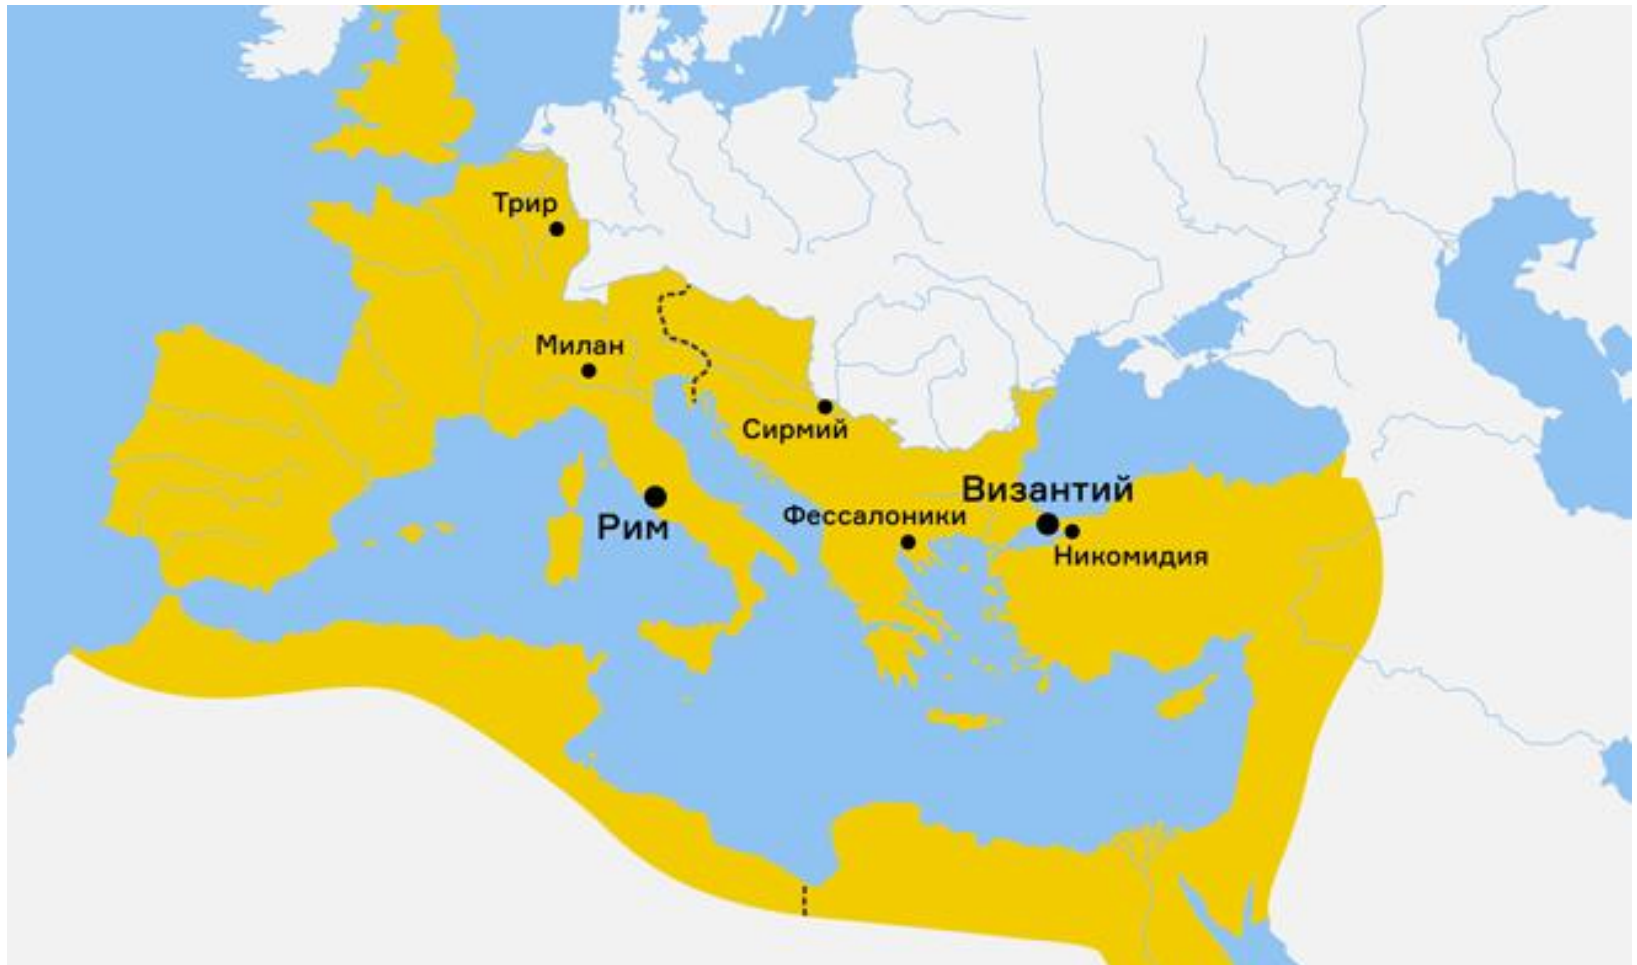 Трир
Милан
Сирмий
Византий
Фессалоники
Рим
Никомидия